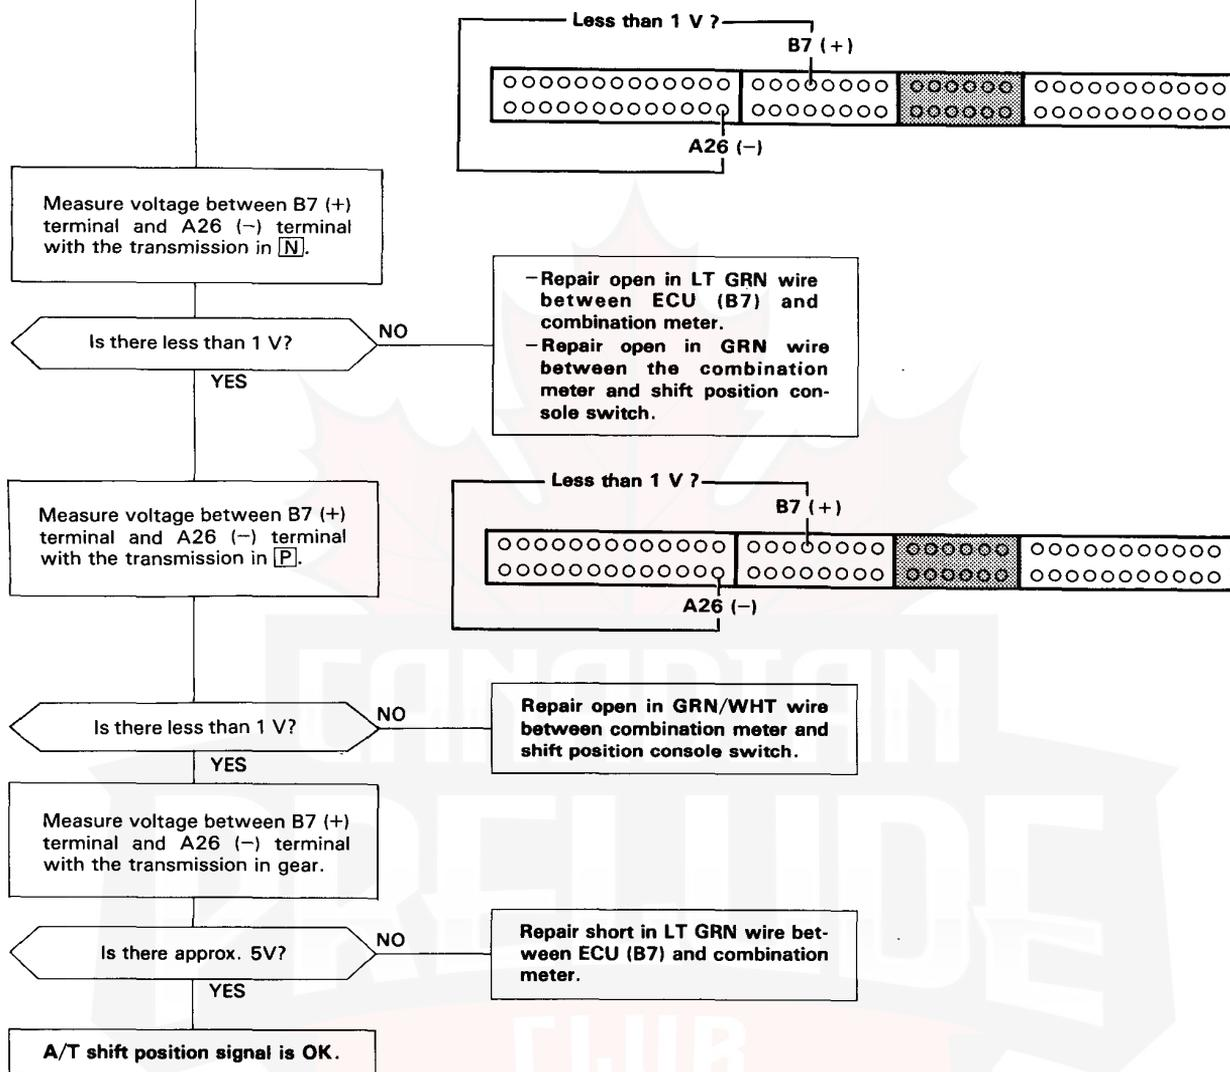 Less than 1 V ?
B7 (+)
A26 (−)
Measure voltage between B7 (+)
terminal and A26 (−) terminal
with the transmission in N.
Is there less than 1 V?
NO
YES
−Repair open in LT GRN wire
between ECU (B7) and
combination meter.
−Repair open in GRN wire
between the combination
meter and shift position con-
sole switch.
Less than 1 V ?
B7 (+)
A26 (−)
Measure voltage between B7 (+)
terminal and A26 (−) terminal
with the transmission in P.
Is there less than 1 V?
NO
YES
Repair open in GRN/WHT wire
between combination meter and
shift position console switch.
Measure voltage between B7 (+)
terminal and A26 (−) terminal
with the transmission in gear.
Is there approx. 5V?
NO
YES
Repair short in LT GRN wire bet-
ween ECU (B7) and combination
meter.
A/T shift position signal is OK.
CANADIAN
PRELUDE
CLUB